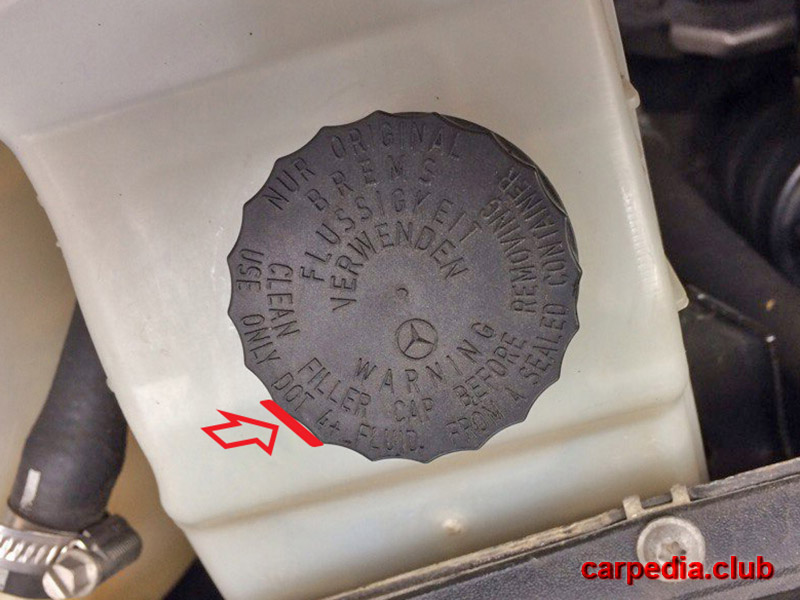 NUR ORIGINAL
BREMS
FLÜSSIGKEIT
VERWENDEN
WARNING
CLEAN FILLER CAP BEFORE REMOVING.
USE ONLY DOT 4+ FLUID. FROM A SEALED CONTAINER.
carpedia.club